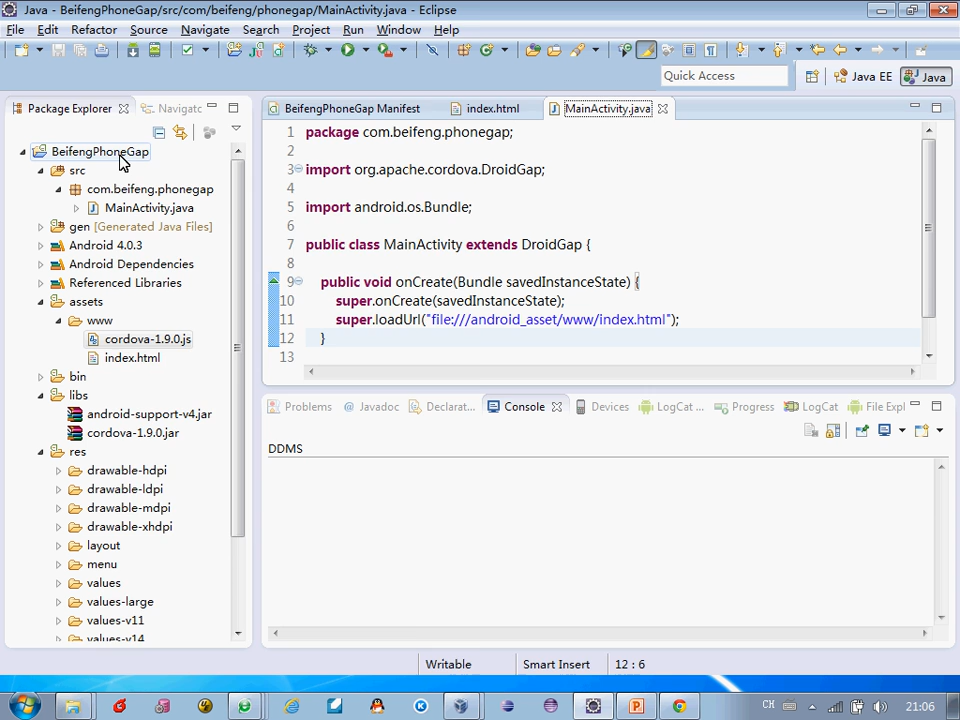 Java - BeifengPhoneGap/src/com/beifeng/phonegap/MainActivity.java - Eclipse
File Edit Refactor Source Navigate Search Project Run Window Help
Quick Access
Java EE
Java
Package Explorer
Navigatc
BeifengPhoneGap Manifest
index.html
MainActivity.java
BeifengPhoneGap
src
com.beifeng.phonegap
MainActivity.java
gen [Generated Java Files]
Android 4.0.3
Android Dependencies
Referenced Libraries
assets
www
cordova-1.9.0.js
index.html
bin
libs
android-support-v4.jar
cordova-1.9.0.jar
res
drawable-hdpi
drawable-ldpi
drawable-mdpi
drawable-xhdpi
layout
menu
values
values-large
values-v11
values-v14
1 package com.beifeng.phonegap;
2
3 import org.apache.cordova.DroidGap;
4
5 import android.os.Bundle;
6
7 public class MainActivity extends DroidGap {
8
9 public void onCreate(Bundle savedInstanceState) {
10 super.onCreate(savedInstanceState);
11 super.loadUrl("file:///android_asset/www/index.html");
12 }
13
Problems @ Javadoc Declarat... Console Devices LogCat ... Progress LogCat File Expl
DDMS
Writable
Smart Insert
12 : 6
CH
21:06